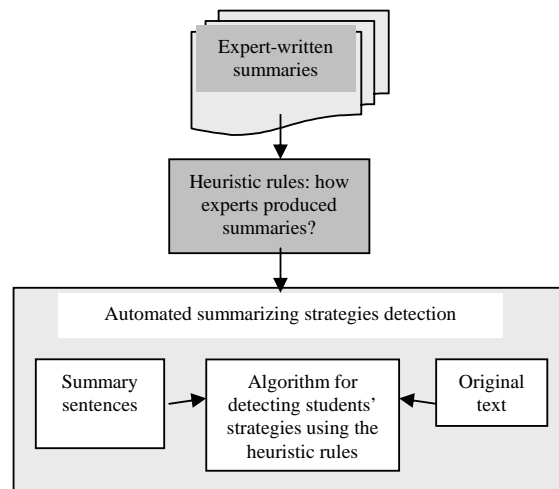 Expert-written
summaries
Heuristic rules: how
experts produced
summaries?
Automated summarizing strategies detection
Summary
sentences
Algorithm for
detecting students’
strategies using the
heuristic rules
Original
text